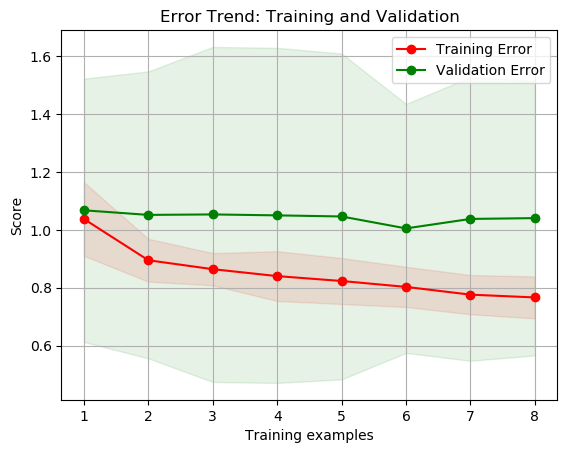 Error Trend: Training and Validation
Training Error
Validation Error
1.6
1.4
1.2
1.0
0.8
0.6
Score
1 2 3 4 5 6 7 8
Training examples